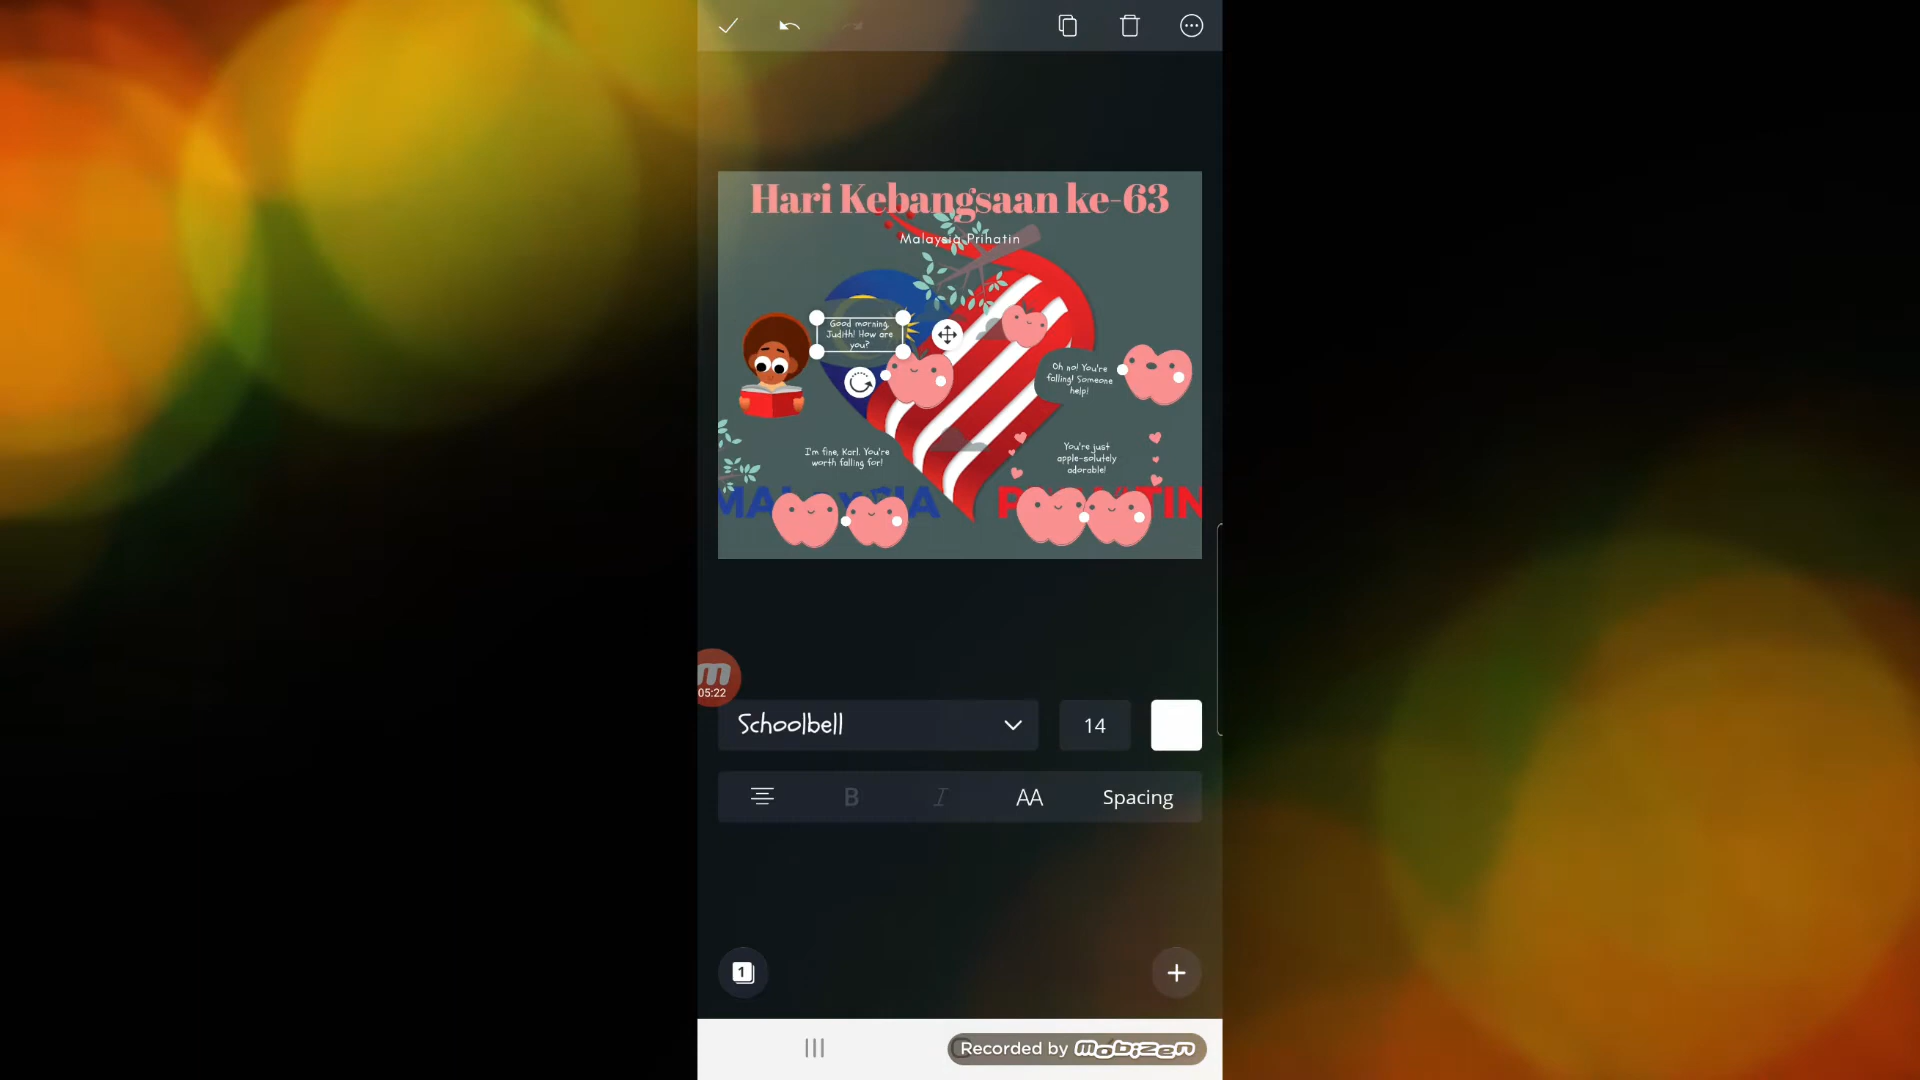 Hari Kebangsaan ke-63
Malaysia Prihatin
Good morning,
Judith! How are
you?
Oh no! You're
falling! Someone
help!
I'm fine, Karl. You're
worth falling for!
You're just
apple-solutely
adorable!
05:22
Schoolbell
14
B
I
AA
Spacing
1
Recorded by mobizen